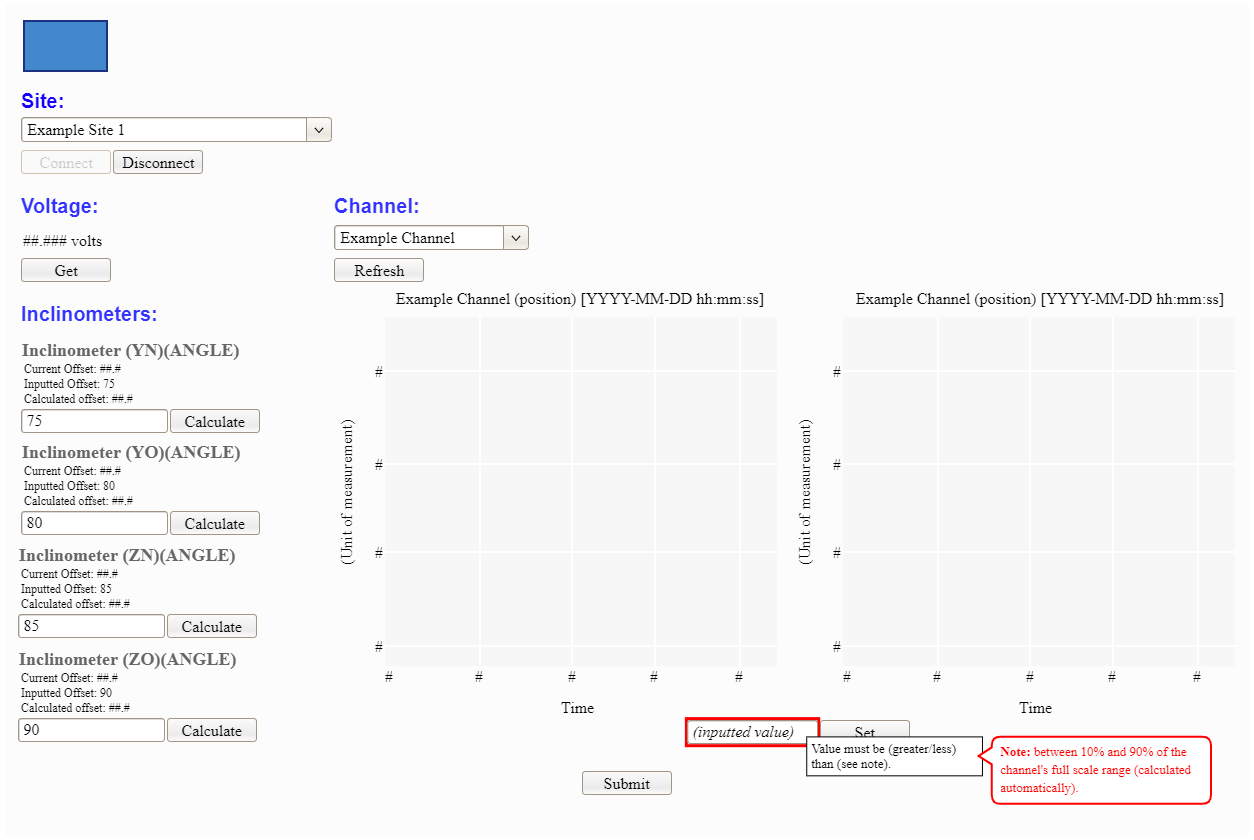 Site:
Example Site 1
Connect
Disconnect
Voltage:
##.### volts
Get
Channel:
Example Channel
Refresh
Inclinometers:
Inclinometer (YN)(ANGLE)
Current Offset: ##.#
Inputted Offset: 75
Calculated offset: ##.#
75
Calculate
Inclinometer (YO)(ANGLE)
Current Offset: ##.#
Inputted Offset: 80
Calculated offset: ##.#
80
Calculate
Inclinometer (ZN)(ANGLE)
Current Offset: ##.#
Inputted Offset: 85
Calculated offset: ##.#
85
Calculate
Inclinometer (ZO)(ANGLE)
Current Offset: ##.#
Inputted Offset: 90
Calculated offset: ##.#
90
Calculate
Example Channel (position) [YYYY-MM-DD hh:mm:ss]
(Unit of measurement)
#
#
#
#
# # # # #
Time
Example Channel (position) [YYYY-MM-DD hh:mm:ss]
(Unit of measurement)
#
#
#
#
# # # # #
Time
(inputted value)
Set
Value must be (greater/less)
than (see note).
Note: between 10% and 90% of the
channel's full scale range (calculated
automatically).
Submit